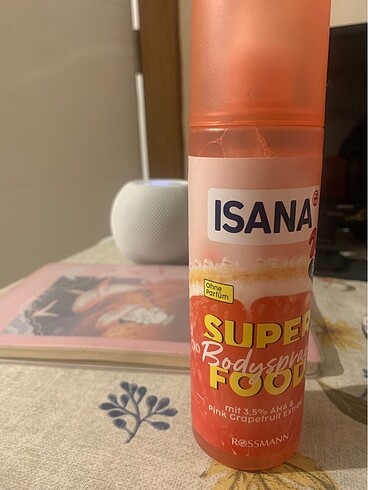 ISANA
Ohne
Parfüm
SUPER
Bodyspray
FOOD
mit 3,5% AHA &
Pink Grapefruit Extrakt
ROSSMANN